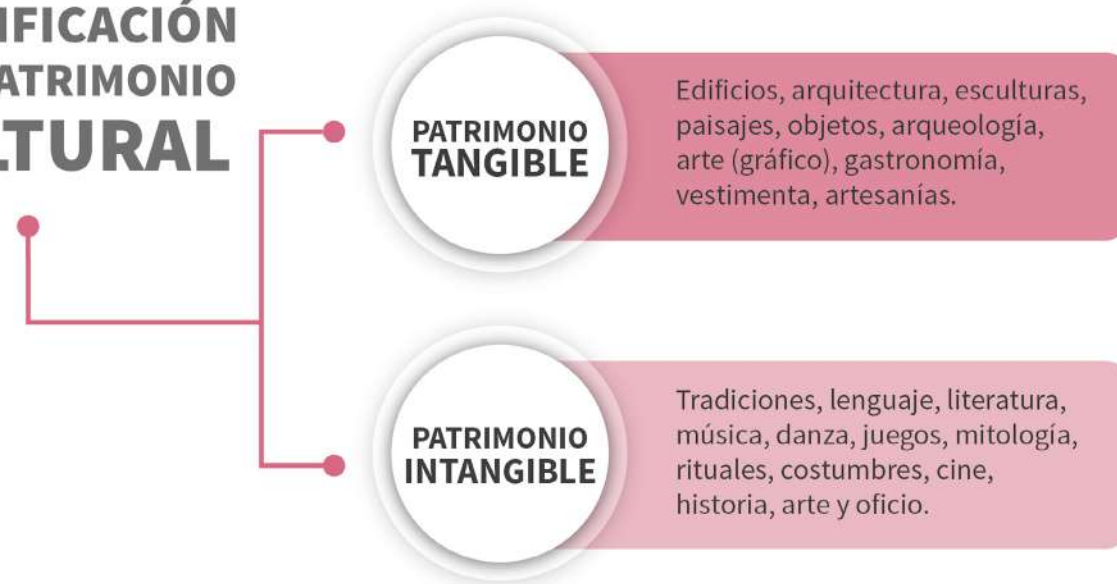 IFICACIÓN
ATRIMONIO
LTURAL
PATRIMONIO
TANGIBLE
Edificios, arquitectura, esculturas,
paisajes, objetos, arqueología,
arte (gráfico), gastronomía,
vestimenta, artesanías.
PATRIMONIO
INTANGIBLE
Tradiciones, lenguaje, literatura,
música, danza, juegos, mitología,
rituales, costumbres, cine,
historia, arte y oficio.